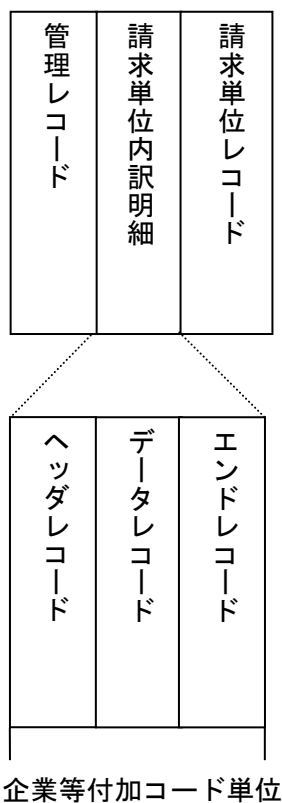 管理レコード
請求単位内訳明細
請求単位レコード
ヘッダレコード
データレコード
エンドレコード
企業等付加コード単位